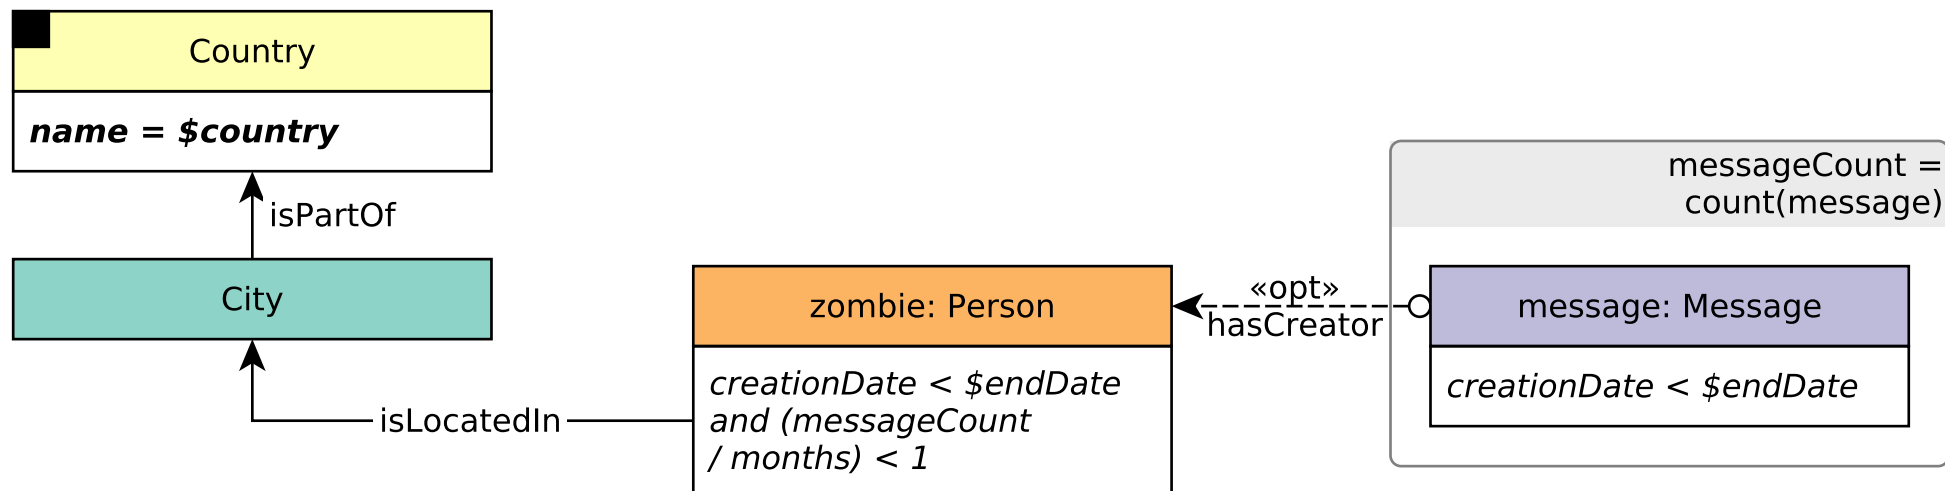 Country
name = $country
isPartOf
City
isLocatedIn
zombie: Person
creationDate < $endDate
and (messageCount
/ months) < 1
«opt»
hasCreator
messageCount =
count(message)
message: Message
creationDate < $endDate